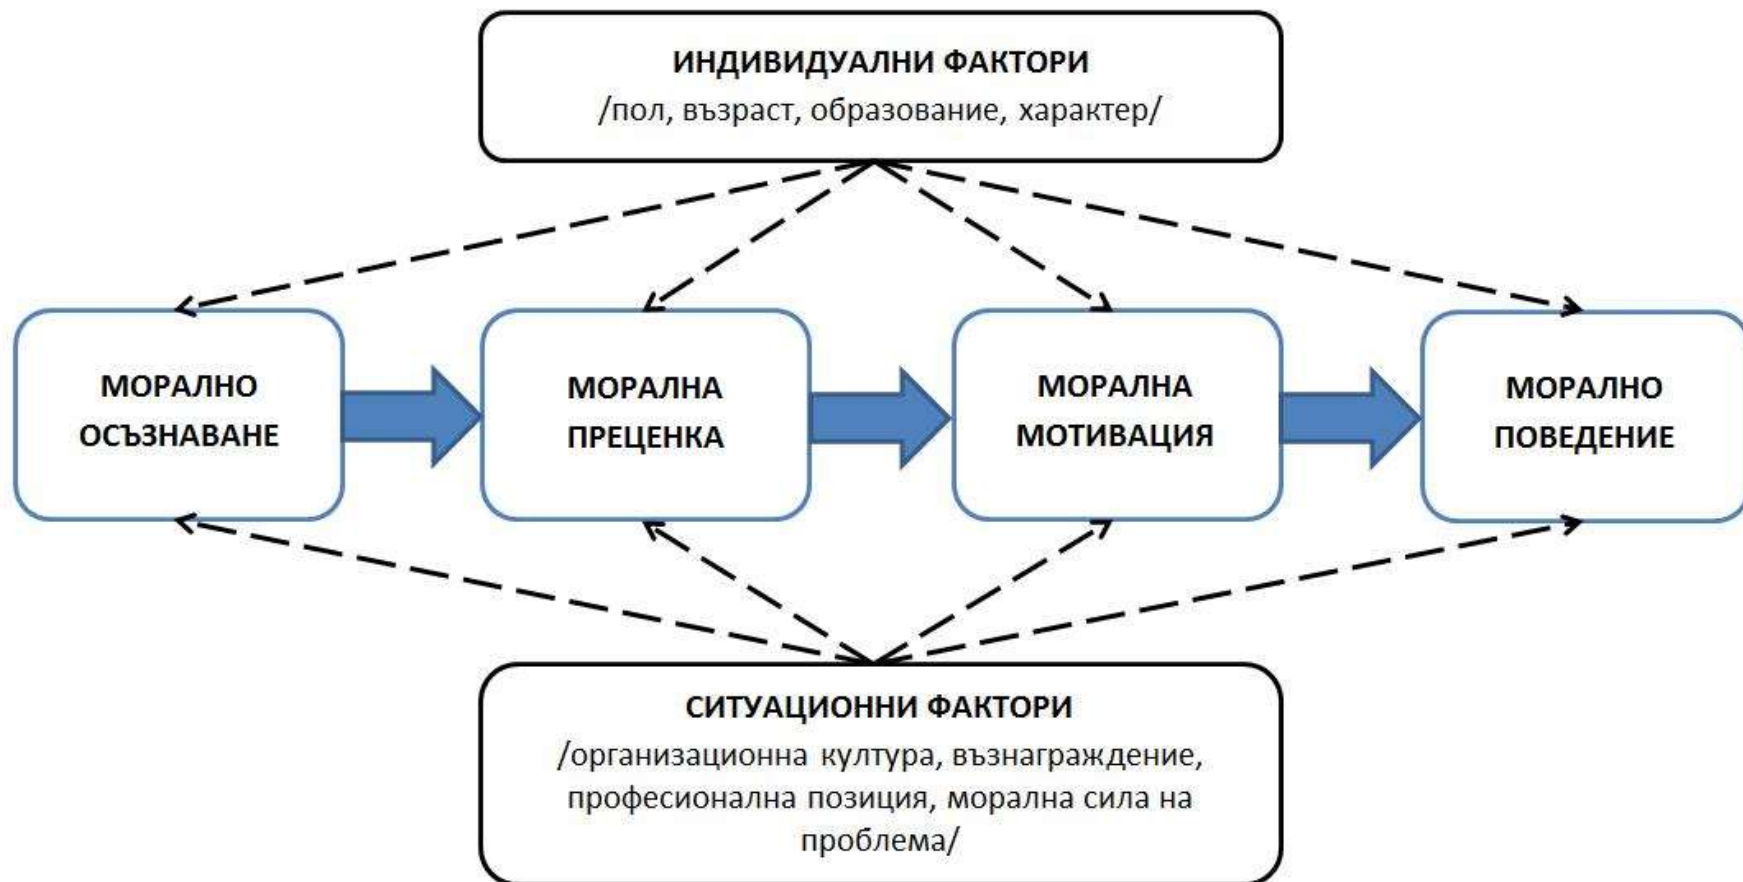 ИНДИВИДУАЛНИ ФАКТОРИ
/пол, възраст, образование, характер/
МОРАЛНО
ОСЪЗНАВАНЕ
МОРАЛНА
ПРЕЦЕНКА
МОРАЛНА
МОТИВАЦИЯ
МОРАЛНО
ПОВЕДЕНИЕ
СИТУАЦИОННИ ФАКТОРИ
/организационна култура, възнаграждение,
професионална позиция, морална сила на
проблема/